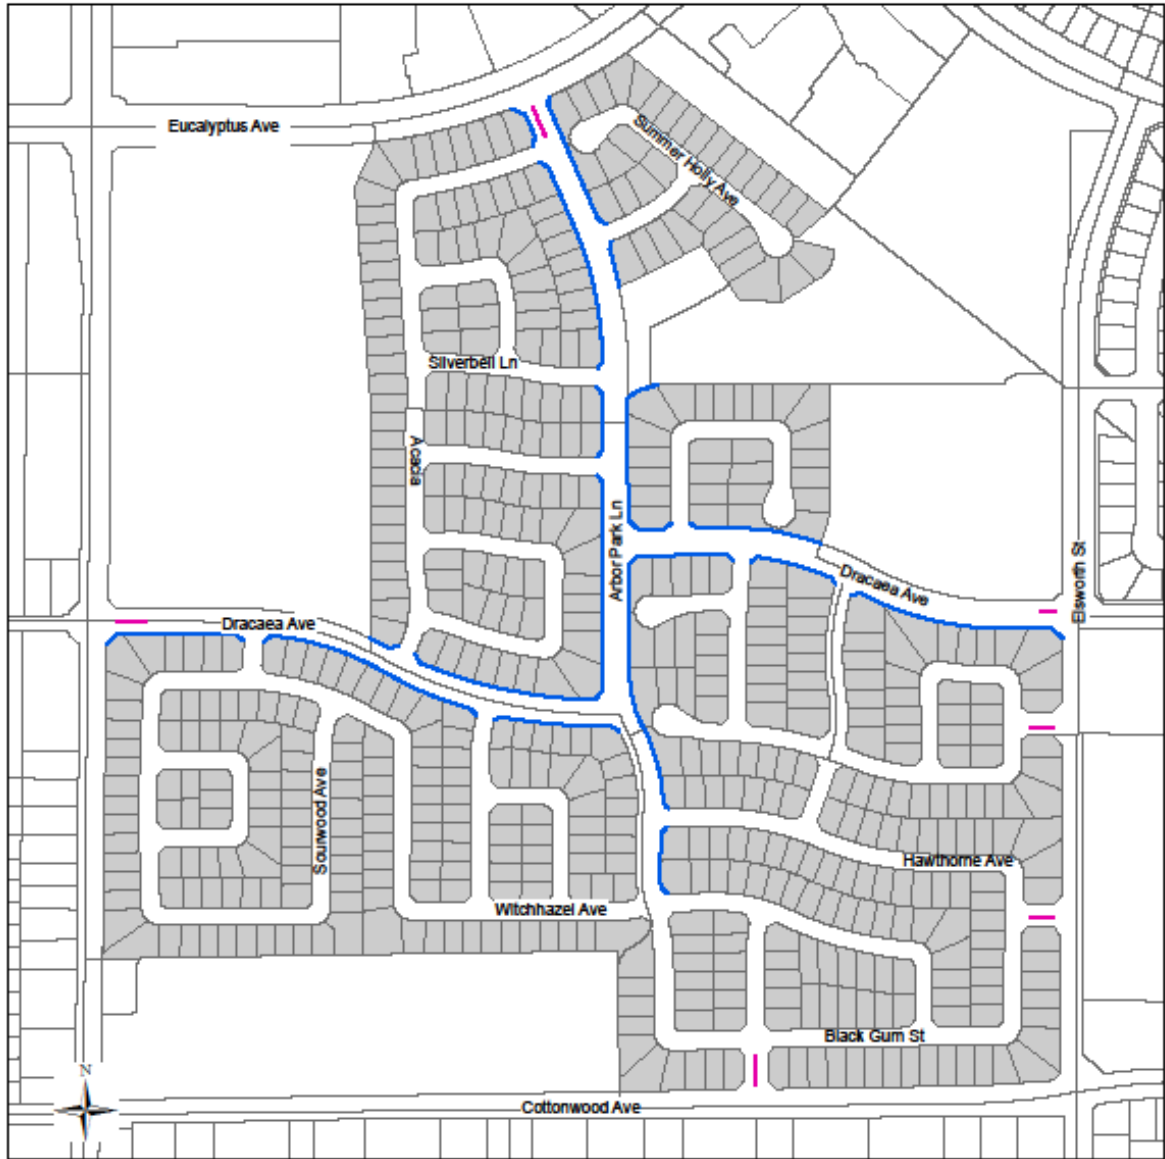 Eucalyptus Ave
Summer Holly Ave
Silverbell Ln
Acacia
Arbor Park Ln
Dracaea Ave
Elsworth St
Dracaea Ave
Sourwood Ave
Hawthorne Ave
Witchhazel Ave
Black Gum St
N
Cottonwood Ave